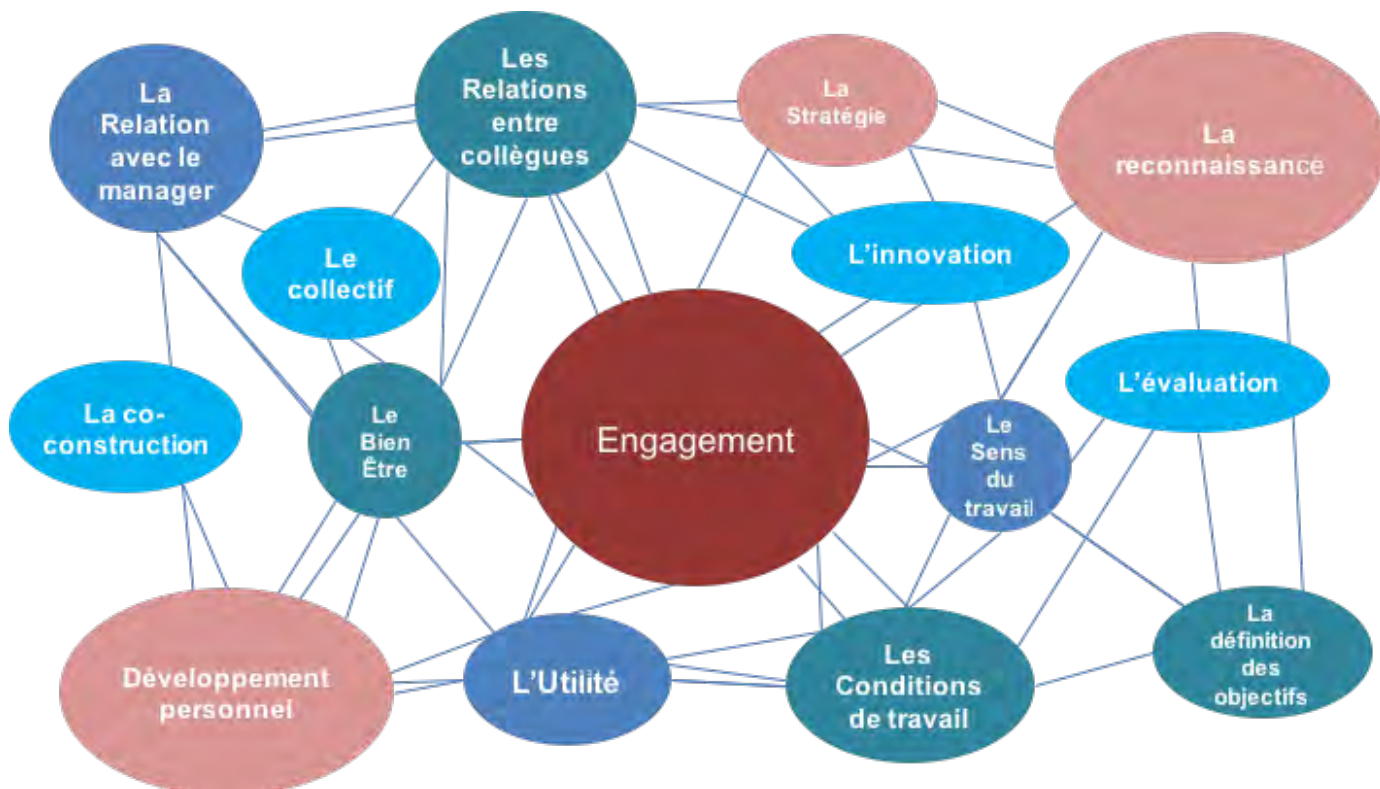 La
Relation
avec le
manager
Les
Relations
entre
collègues
La
Stratégie
La
reconnaissance
Le
collectif
L'innovation
La co-
construction
Le
Bien
Être
Engagement
Le
Sens
du
travail
L'évaluation
Développement
personnel
L'Utilité
Les
Conditions
de travail
La
définition
des
objectifs